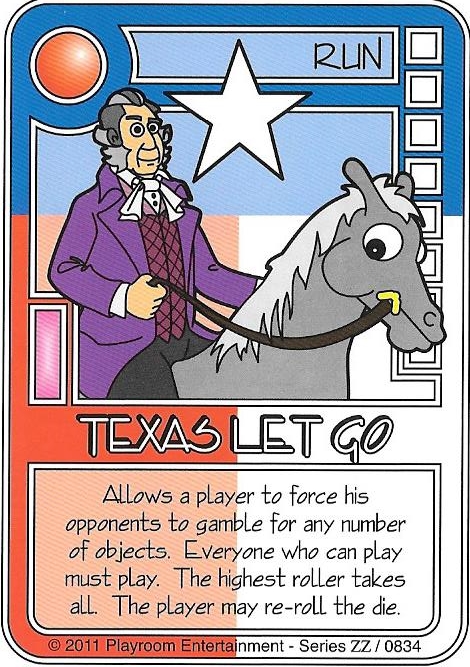 RUN
TEXAS LET GO
Allows a player to force his
opponents to gamble for any number
of objects. Everyone who can play
must play. The highest roller takes
all. The player may re-roll the die.
© 2011 Playroom Entertainment - Series ZZ / 0834